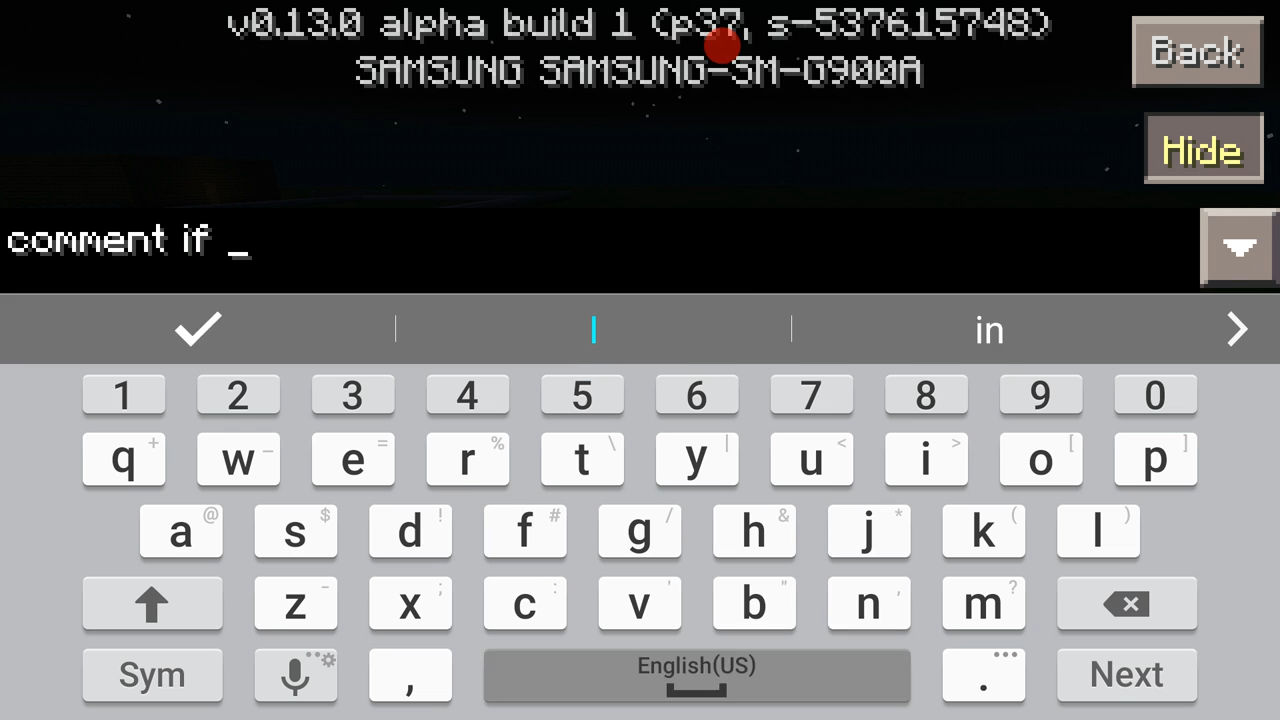 v0.13.0 alpha build 1 (p37, s-537615748)
SAMSUNG SAMSUNG-SM-G900A
Back
Hide
comment if _
in
1 2 3 4 5 6 7 8 9 0
q + w – e = r % t \ y | u < i > o [ p ]
a @ s $ d ! f # g / h & j * k ( l )
z - x ; c : v ' b " n , m ?
Sym , English(US) . Next